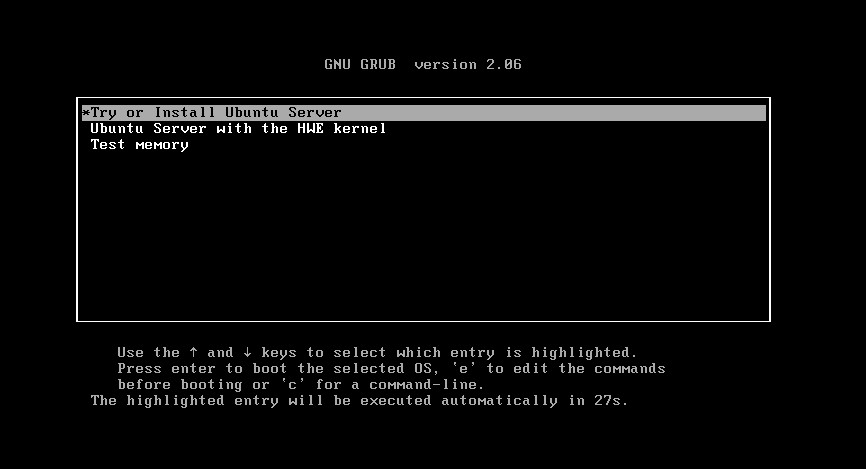 GNU GRUB  version 2.06
*Try or Install Ubuntu Server
Ubuntu Server with the HWE kernel
Test memory
Use the ↑ and ↓ keys to select which entry is highlighted.
Press enter to boot the selected OS, `e' to edit the commands
before booting or `c' for a command-line.
The highlighted entry will be executed automatically in 27s.